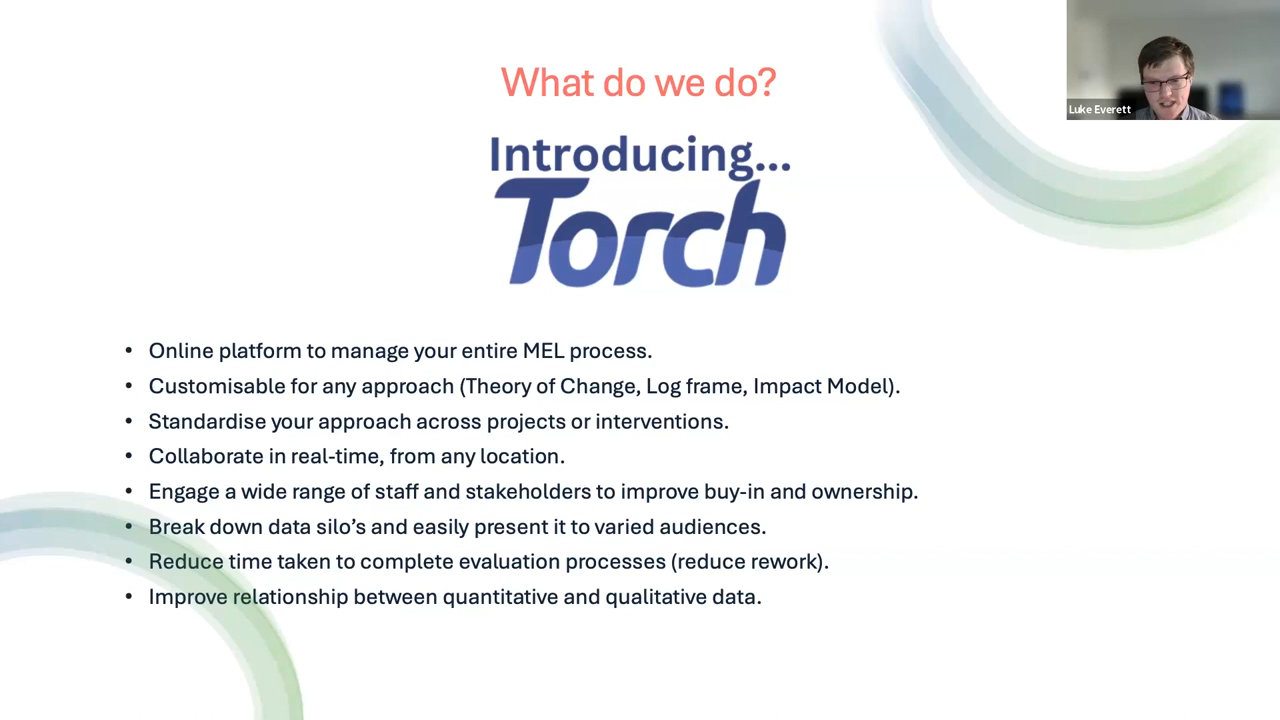 What do we do?
Luke Everett
Introducing...
Torch
• Online platform to manage your entire MEL process.
• Customisable for any approach (Theory of Change, Log frame, Impact Model).
• Standardise your approach across projects or interventions.
• Collaborate in real-time, from any location.
• Engage a wide range of staff and stakeholders to improve buy-in and ownership.
• Break down data silo’s and easily present it to varied audiences.
• Reduce time taken to complete evaluation processes (reduce rework).
• Improve relationship between quantitative and qualitative data.